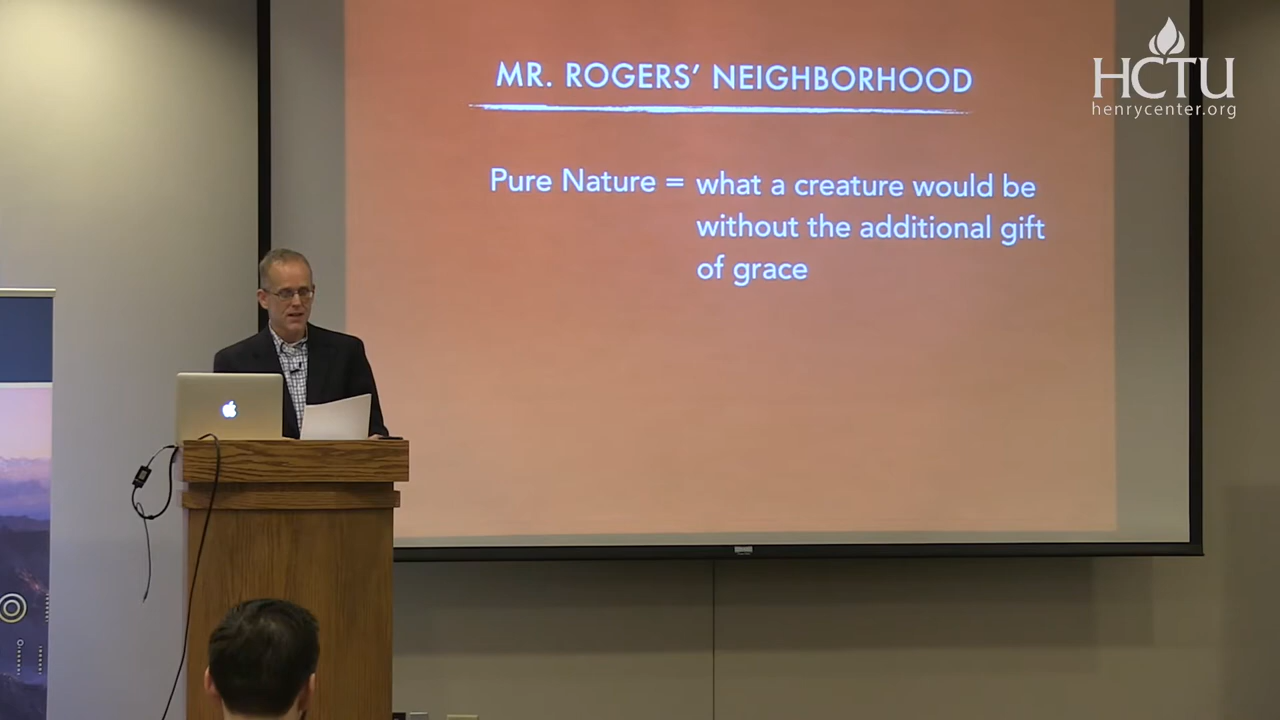 MR. ROGERS’ NEIGHBORHOOD
Pure Nature = what a creature would be
without the additional gift
of grace
HCTU
henrycenter.org